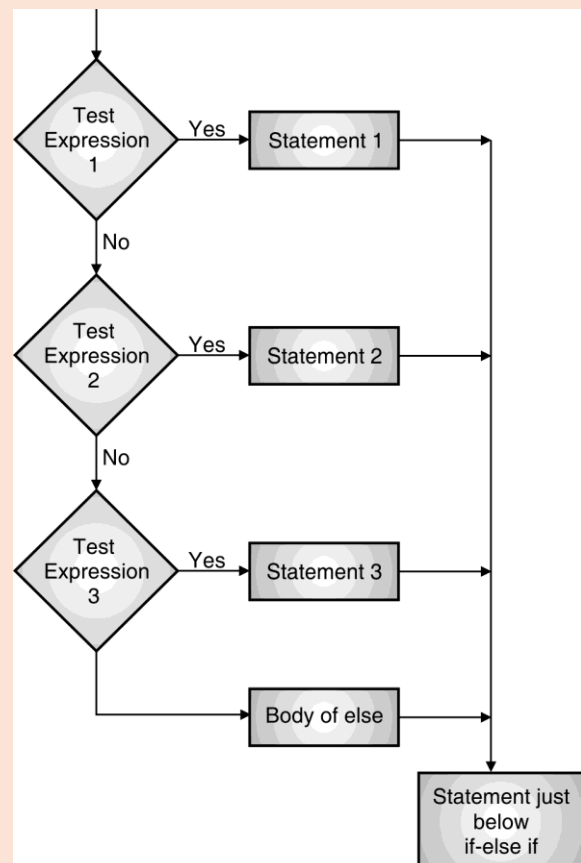 Test
Expression
1
Yes
Statement 1
No
Test
Expression
2
Yes
Statement 2
No
Test
Expression
3
Yes
Statement 3
Body of else
Statement just
below
if-else if